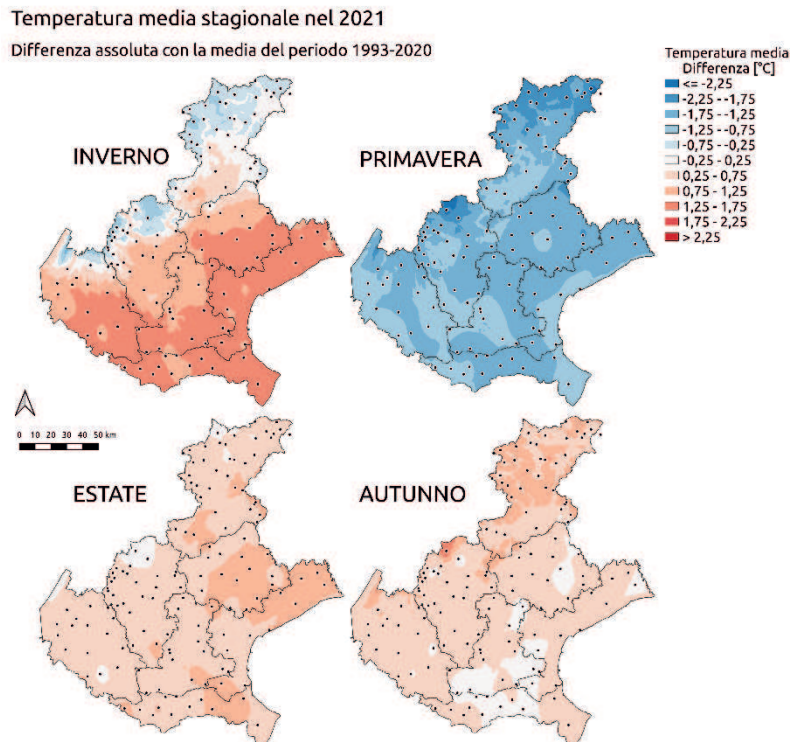 Temperatura media stagionale nel 2021
Differenza assoluta con la media del periodo 1993-2020
Temperatura media
Differenza [°C]
<= -2,25
-2,25 - -1,75
-1,75 - -1,25
-1,25 - -0,75
-0,75 - -0,25
-0,25 - 0,25
0,25 - 0,75
0,75 - 1,25
1,25 - 1,75
1,75 - 2,25
> 2,25
INVERNO
PRIMAVERA
0 10 20 30 40 50 km
ESTATE
AUTUNNO